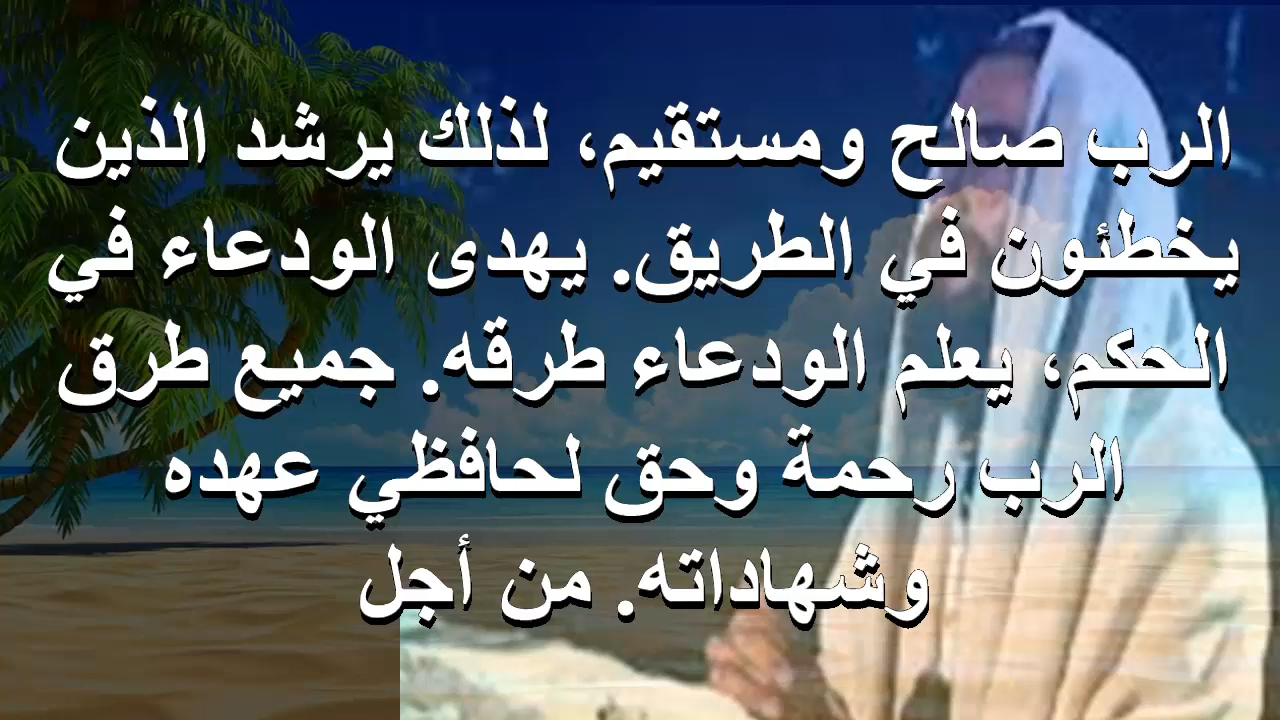 الرب صالح ومستقيم، لذلك يرشد الذين
يخطئون في الطريق. يهدى الودعاء في
الحكم، يعلم الودعاء طرقه. جميع طرق
الرب رحمة وحق لحافظي عهده
وشهاداته. من أجل